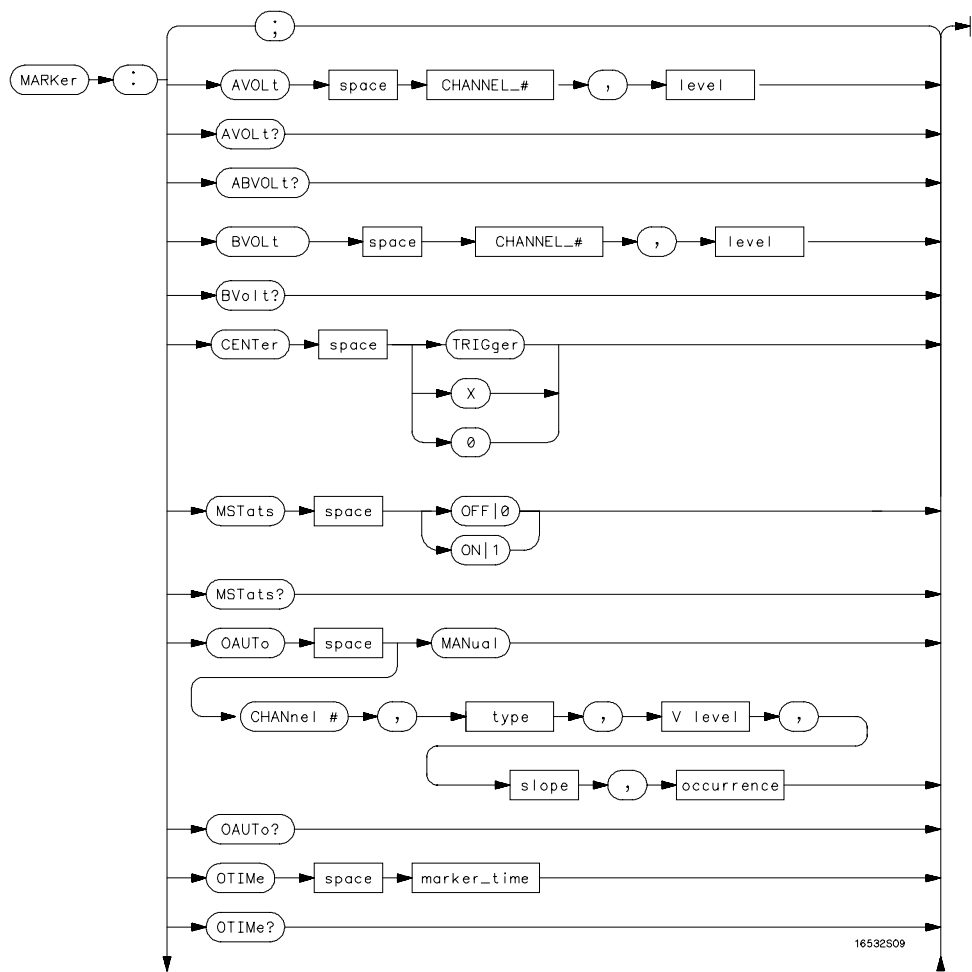 ;
MARKer :
AVOLt space CHANNEL_# , level
AVOLt?
ABVOLt?
BVOLt space CHANNEL_# , level
BVolt?
CENTer space TRIGger
X
0
MSTats space OFF|0
ON|1
MSTats?
OAUTo space MANual
CHANnel # , type , V level ,
slope , occurrence
OAUTo?
OTIMe space marker_time
OTIMe?
16532S09